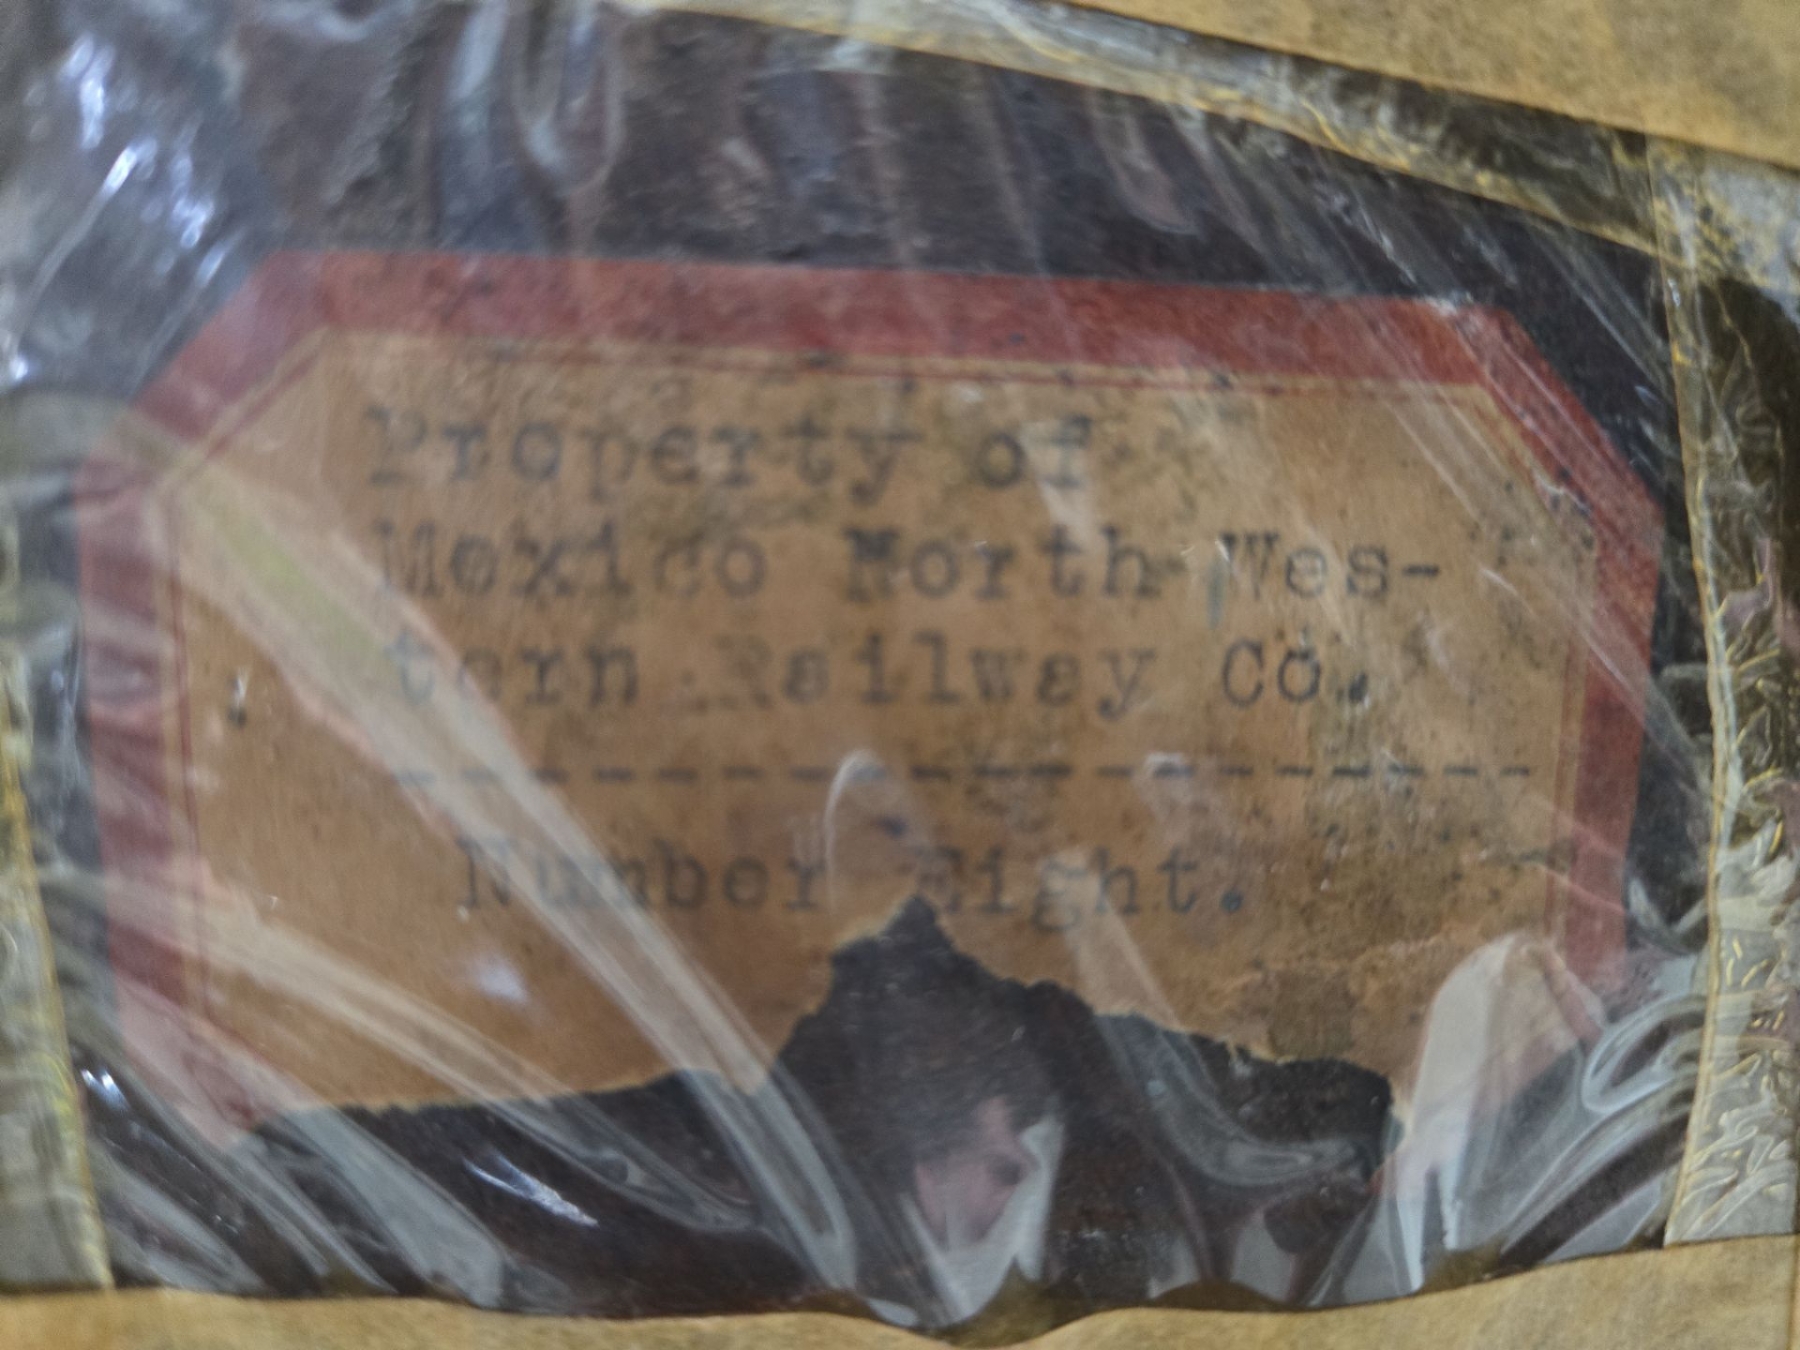 Property of
Mexico North Wes-
tern Railway Co.
------------------
Number Eight.